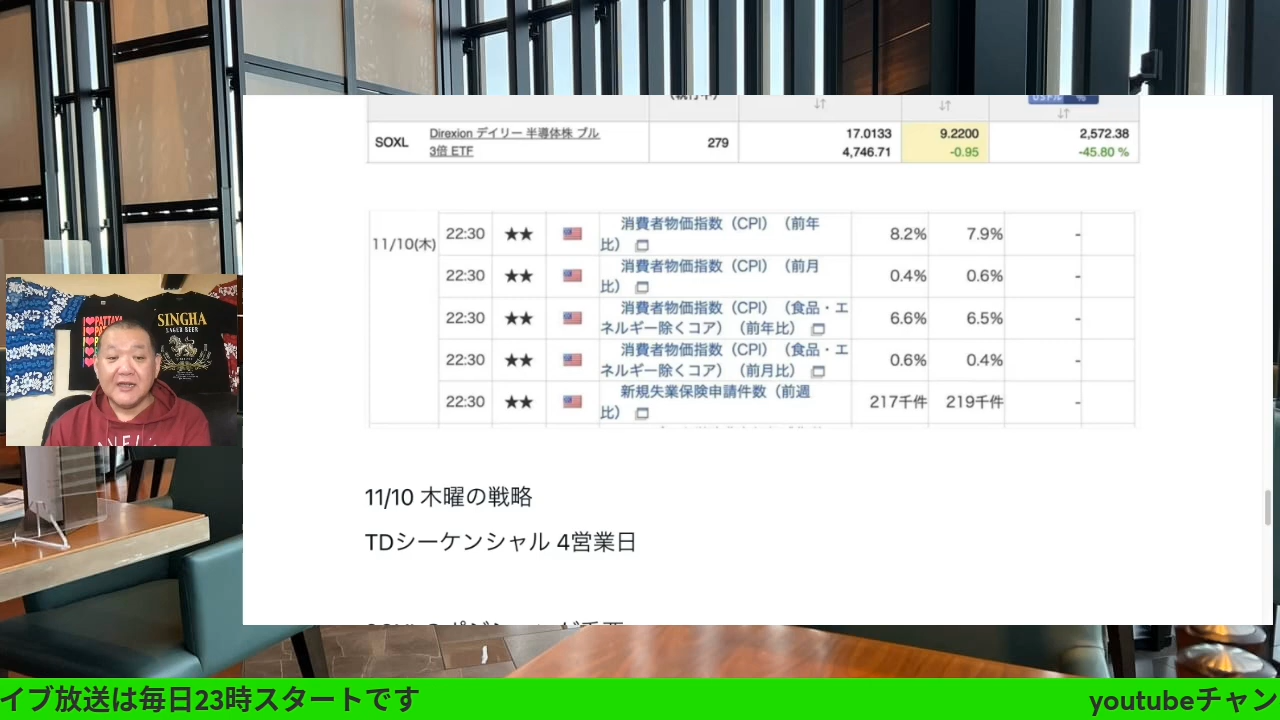 USドル %
SOXL
Direxion デイリー 半導体株 ブル
3倍 ETF
279
17.0133
4,746.71
9.2200
-0.95
2,572.38
-45.80 %
11/10(木)
22:30 ★★ 消費者物価指数（CPI）（前年
比） 8.2% 7.9% -
22:30 ★★ 消費者物価指数（CPI）（前月
比） 0.4% 0.6% -
22:30 ★★ 消費者物価指数（CPI）（食品・エ
ネルギー除くコア）（前年比） 6.6% 6.5% -
22:30 ★★ 消費者物価指数（CPI）（食品・エ
ネルギー除くコア）（前月比） 0.6% 0.4% -
22:30 ★★ 新規失業保険申請件数（前週
比） 217千件 219千件 -
11/10 木曜の戦略
TDシーケンシャル 4営業日
PATTAYA
SINGHA
LAGER BEER
イブ放送は毎日23時スタートです
youtubeチャン